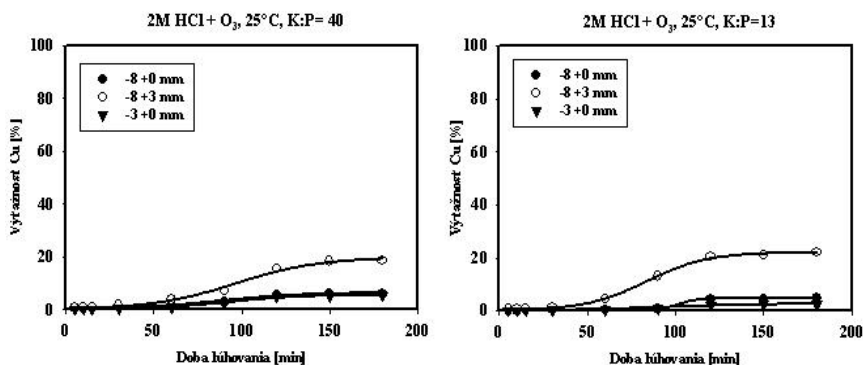 2M HCl + O3, 25°C, K:P= 40
100
80
60
40
20
0
Výťažnosť Cu [%]
-8 +0 mm
-8 +3 mm
-3 +0 mm
0 50 100 150 200
Doba lúhovania [min]
2M HCl + O3, 25°C, K:P=13
100
80
60
40
20
0
Výťažnosť Cu [%]
-8 +0 mm
-8 +3 mm
-3 +0 mm
0 50 100 150 200
Doba lúhovania [min]